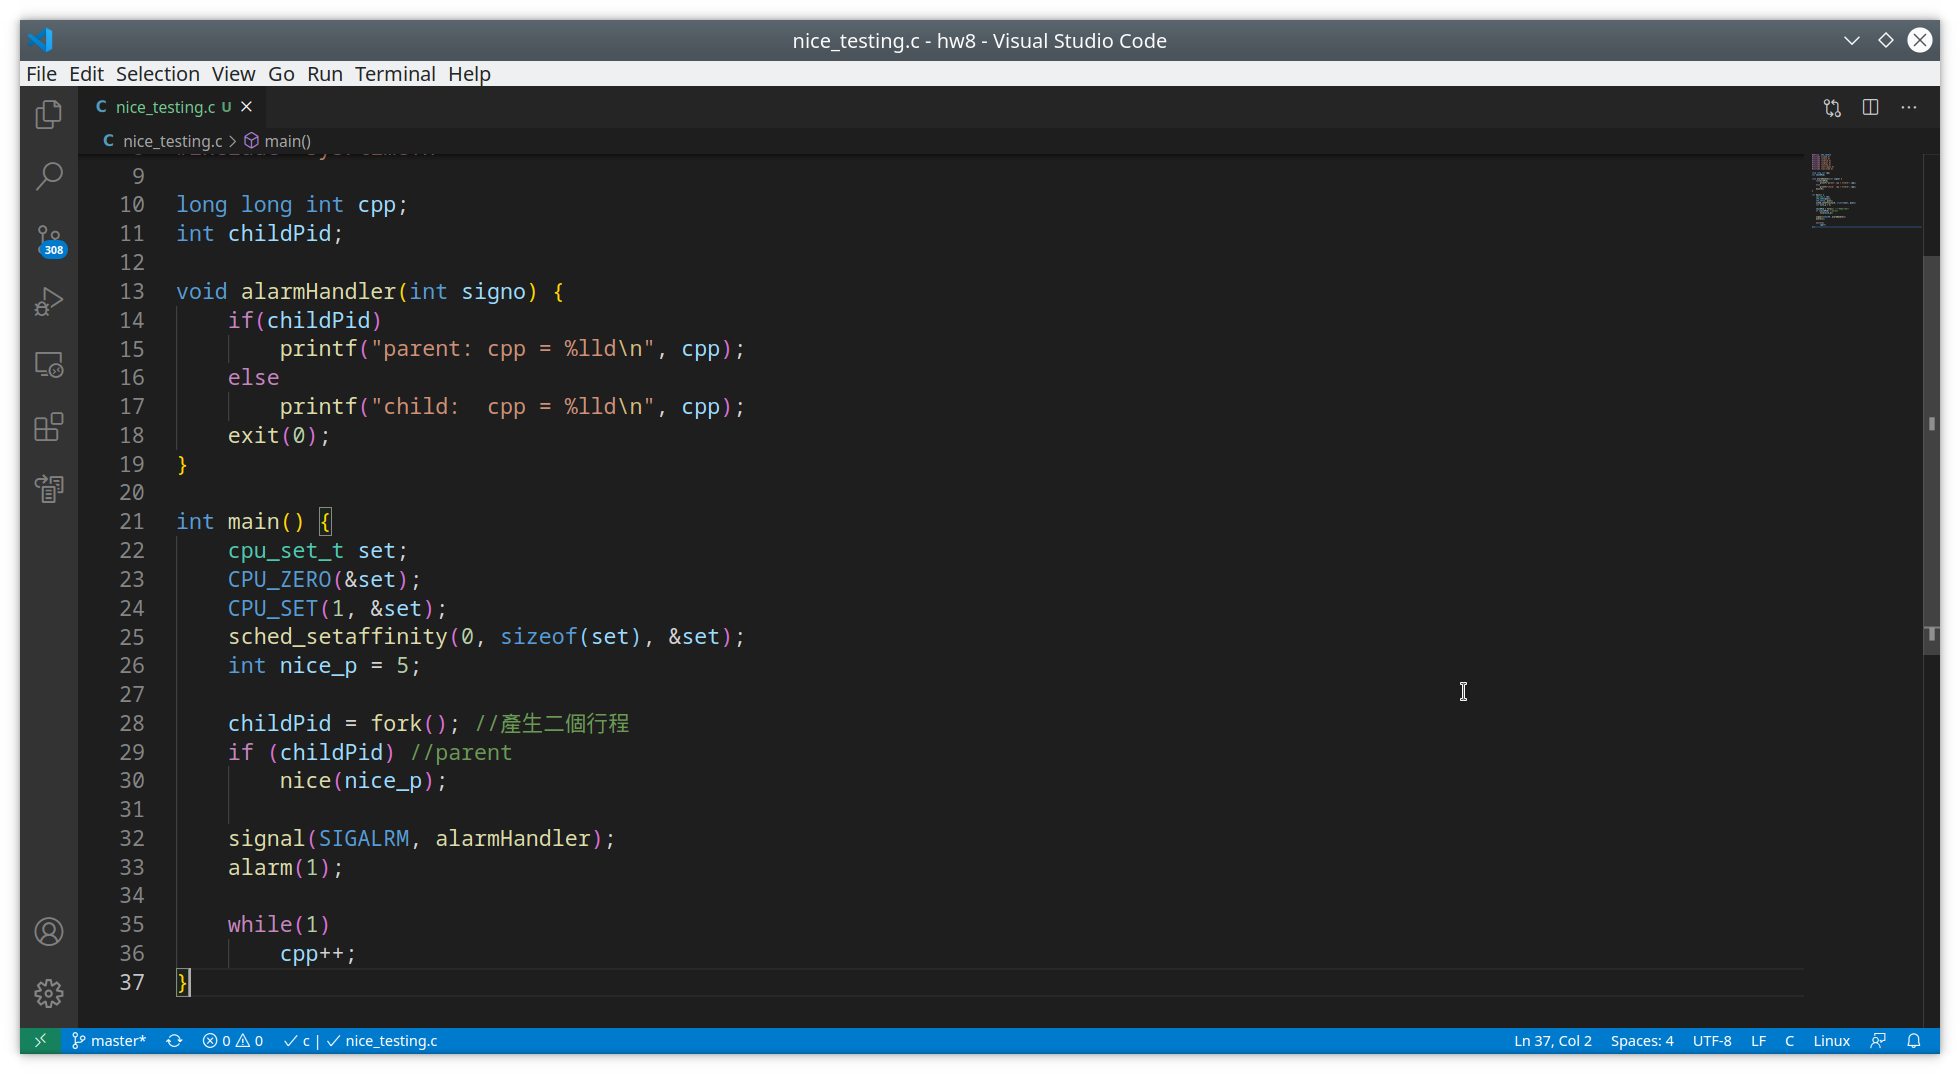 nice_testing.c - hw8 - Visual Studio Code
File Edit Selection View Go Run Terminal Help
C nice_testing.c U
C nice_testing.c > main()
9
10 long long int cpp;
11 int childPid;
12
13 void alarmHandler(int signo) {
14     if(childPid)
15         printf("parent: cpp = %lld\n", cpp);
16     else
17         printf("child:  cpp = %lld\n", cpp);
18     exit(0);
19 }
20
21 int main() {
22     cpu_set_t set;
23     CPU_ZERO(&set);
24     CPU_SET(1, &set);
25     sched_setaffinity(0, sizeof(set), &set);
26     int nice_p = 5;
27
28     childPid = fork(); //產生二個行程
29     if (childPid) //parent
30         nice(nice_p);
31
32     signal(SIGALRM, alarmHandler);
33     alarm(1);
34
35     while(1)
36         cpp++;
37 }
308
master* 0 0 c | nice_testing.c Ln 37, Col 2 Spaces: 4 UTF-8 LF C Linux